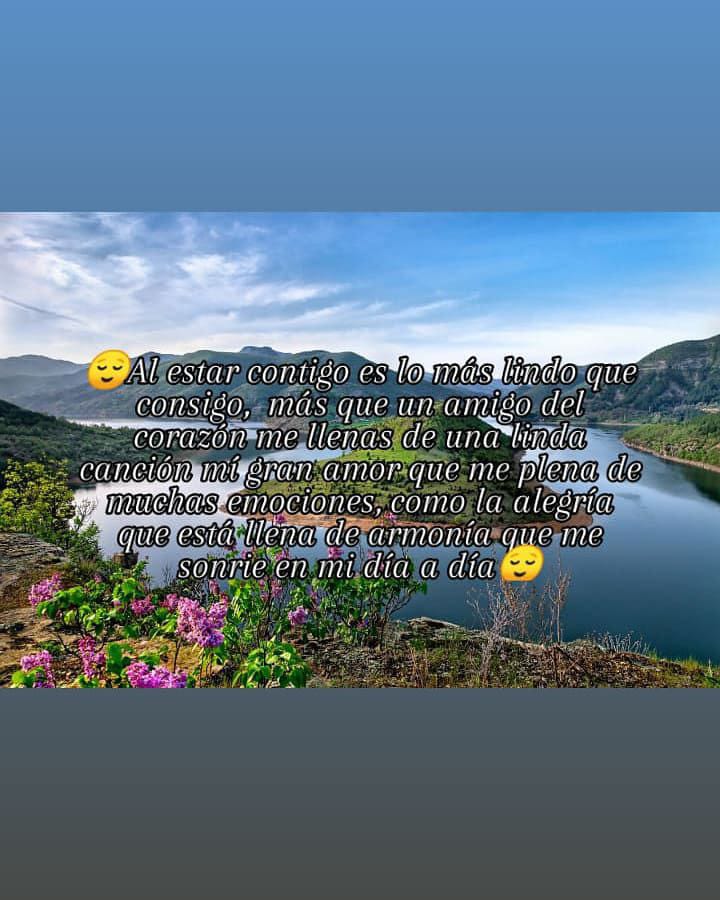 😌Al estar contigo es lo más lindo que
consigo, más que un amigo del
corazón me llenas de una linda
canción mí gran amor que me plena de
muchas emociones, como la alegría
que está llena de armonía que me
sonrie en mi día a día😌